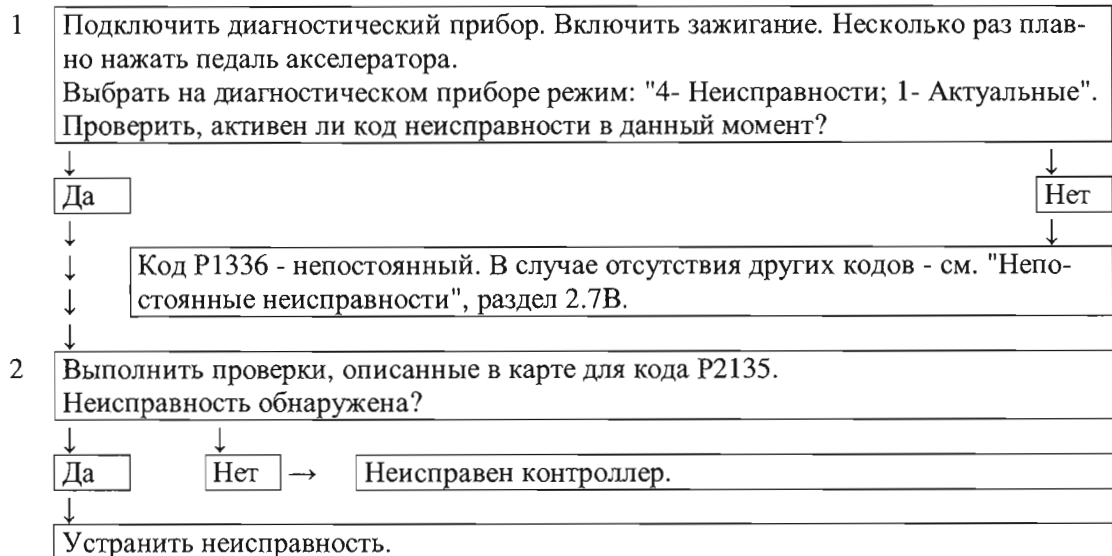 1 Подключить диагностический прибор. Включить зажигание. Несколько раз плав-
но нажать педаль акселератора.
Выбрать на диагностическом приборе режим: "4- Неисправности; 1- Актуальные".
Проверить, активен ли код неисправности в данный момент?
↓ ↓
Да Нет
↓ ↓
↓ Код Р1336 - непостоянный. В случае отсутствия других кодов - см. "Непо-
↓ стоянные неисправности", раздел 2.7В.
↓
2 Выполнить проверки, описанные в карте для кода Р2135.
Неисправность обнаружена?
↓ ↓
Да Нет → Неисправен контроллер.
↓
Устранить неисправность.